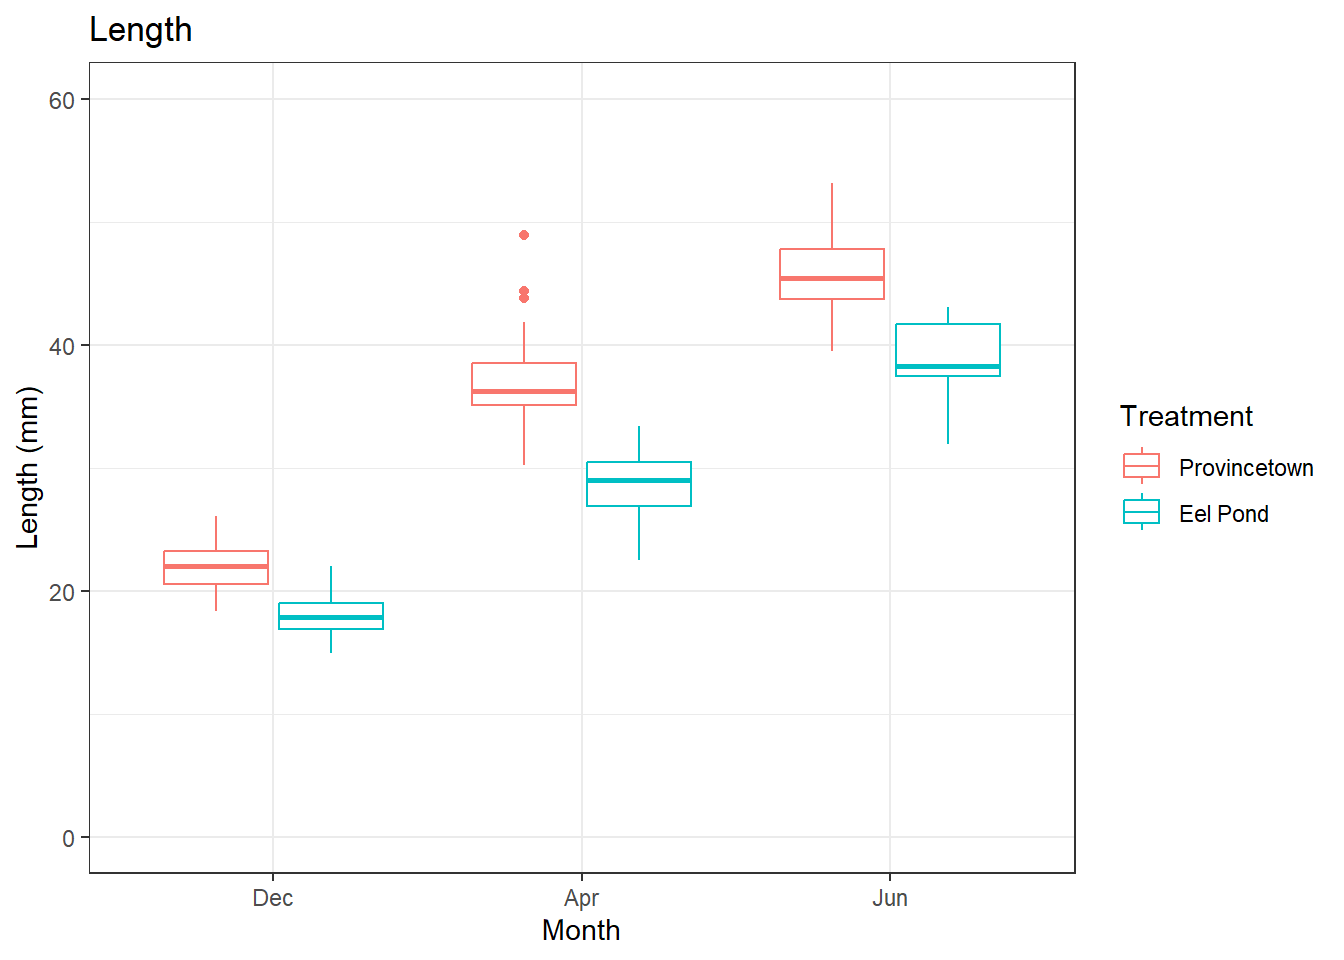 Length
60
40
20
0
Length (mm)
Dec
Apr
Jun
Month
Treatment
Provincetown
Eel Pond